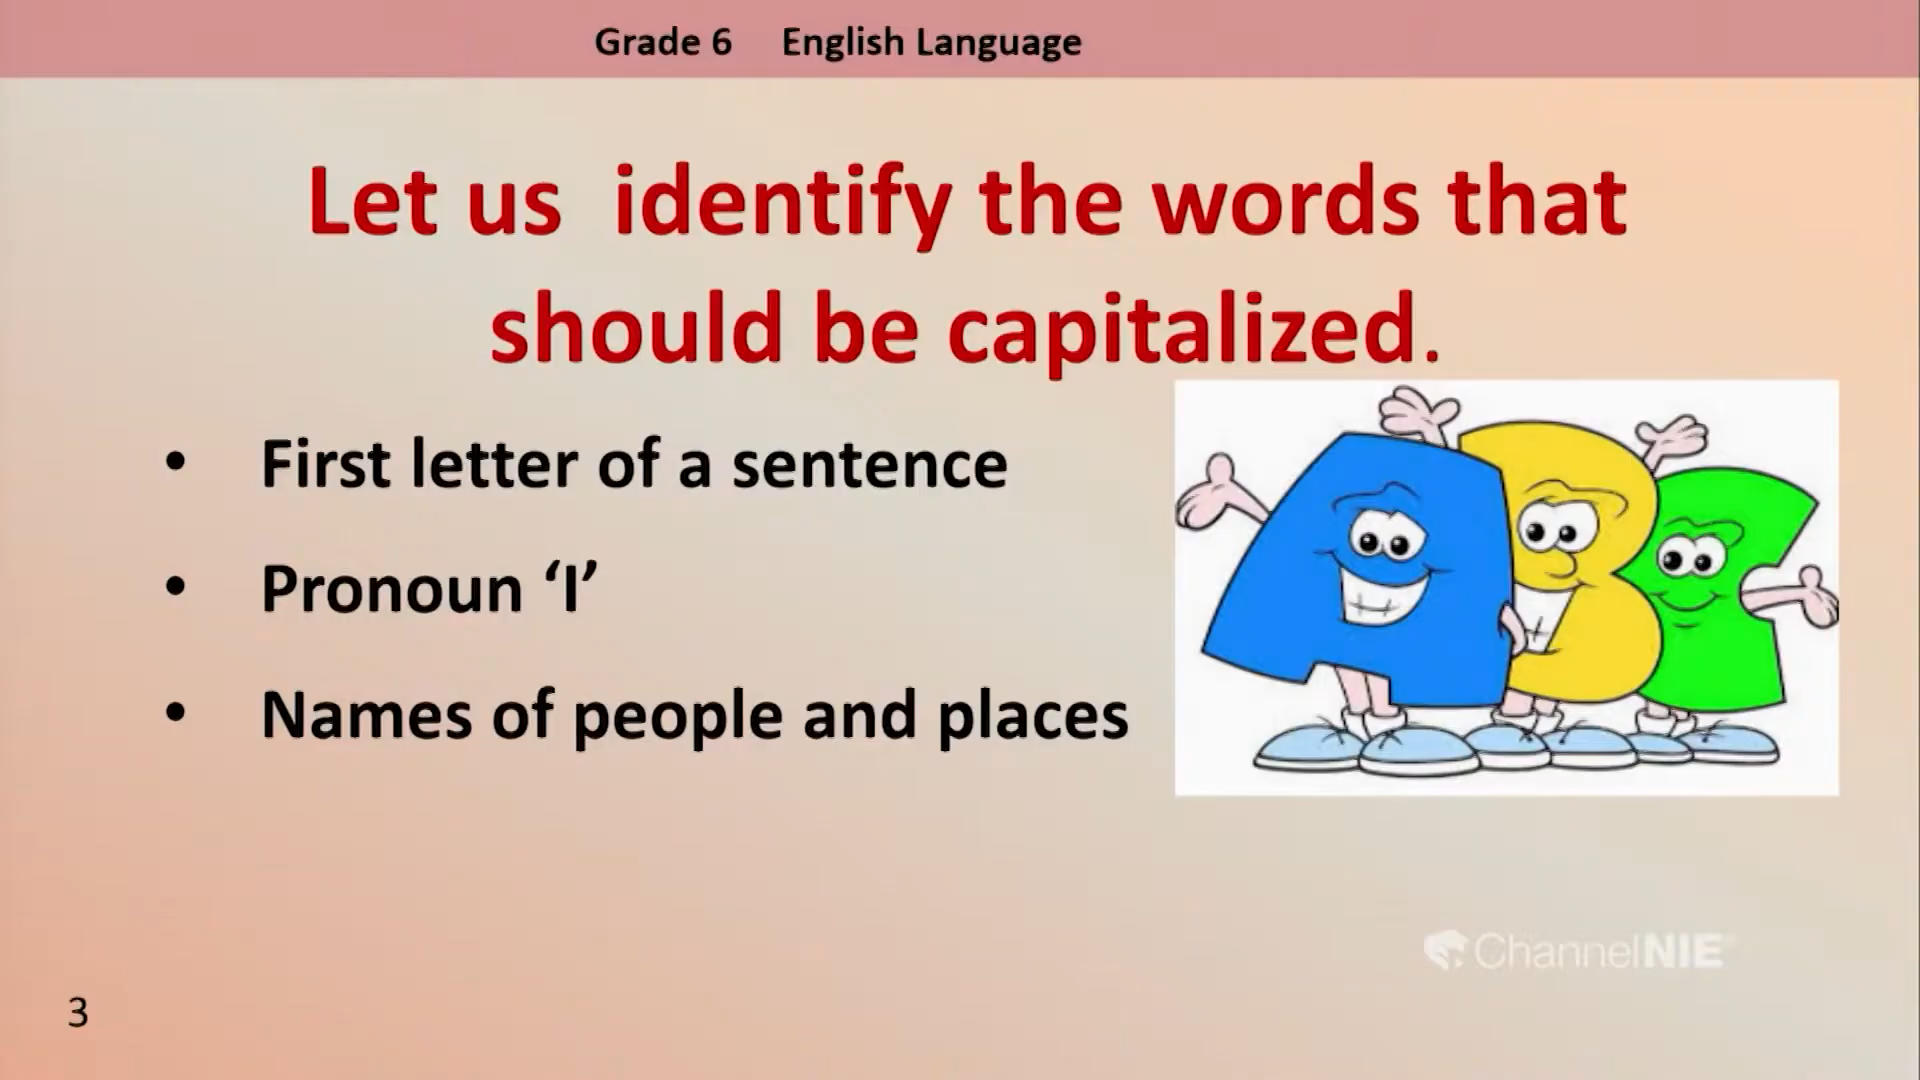 Grade 6 English Language
Let us identify the words that
should be capitalized.
• First letter of a sentence
• Pronoun ‘I’
• Names of people and places
ABC
ChannelNIE
3